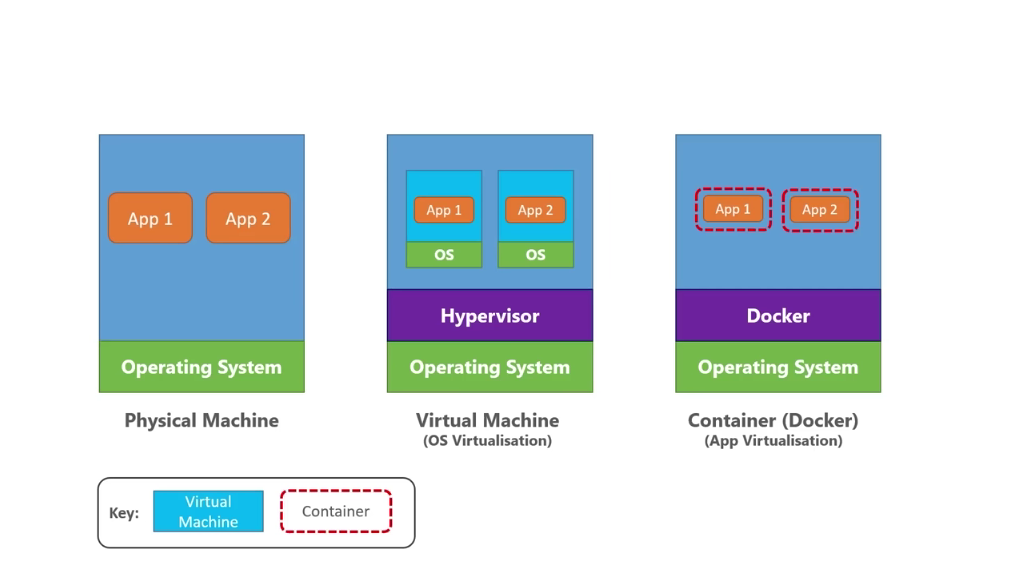 App 1
App 2
Operating System
Physical Machine
App 1
App 2
OS
OS
Hypervisor
Operating System
Virtual Machine
(OS Virtualisation)
App 1
App 2
Docker
Operating System
Container (Docker)
(App Virtualisation)
Key:
Virtual
Machine
Container